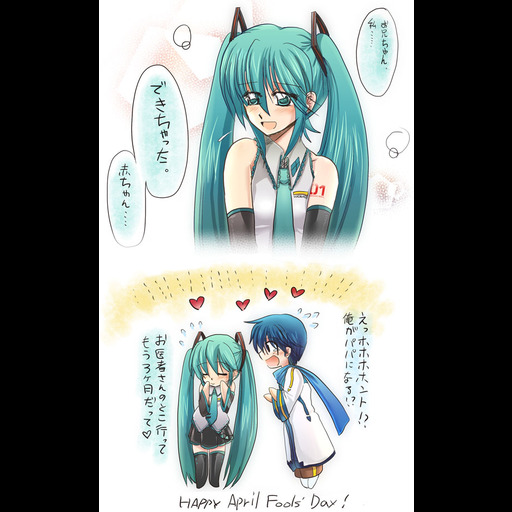 お兄ちゃん、
私……
できちゃった。
赤ちゃん……
01
えっホホホホント!?
俺がパパになる!?
お医者さんのとこ行って
もう3ヶ月だって♡
HAPPY April Fools' Day!